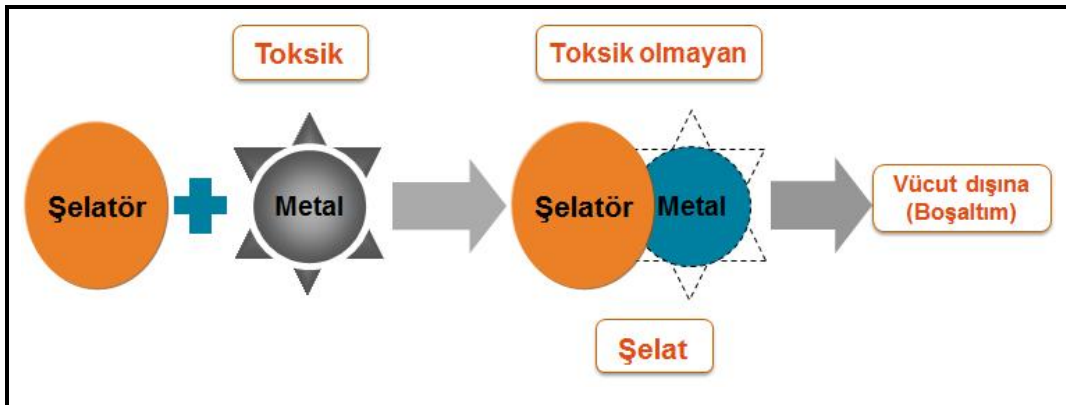 Toksik
Toksik olmayan
Şelatör
Metal
Şelatör
Metal
Vücut dışına
(Boşaltım)
Şelat